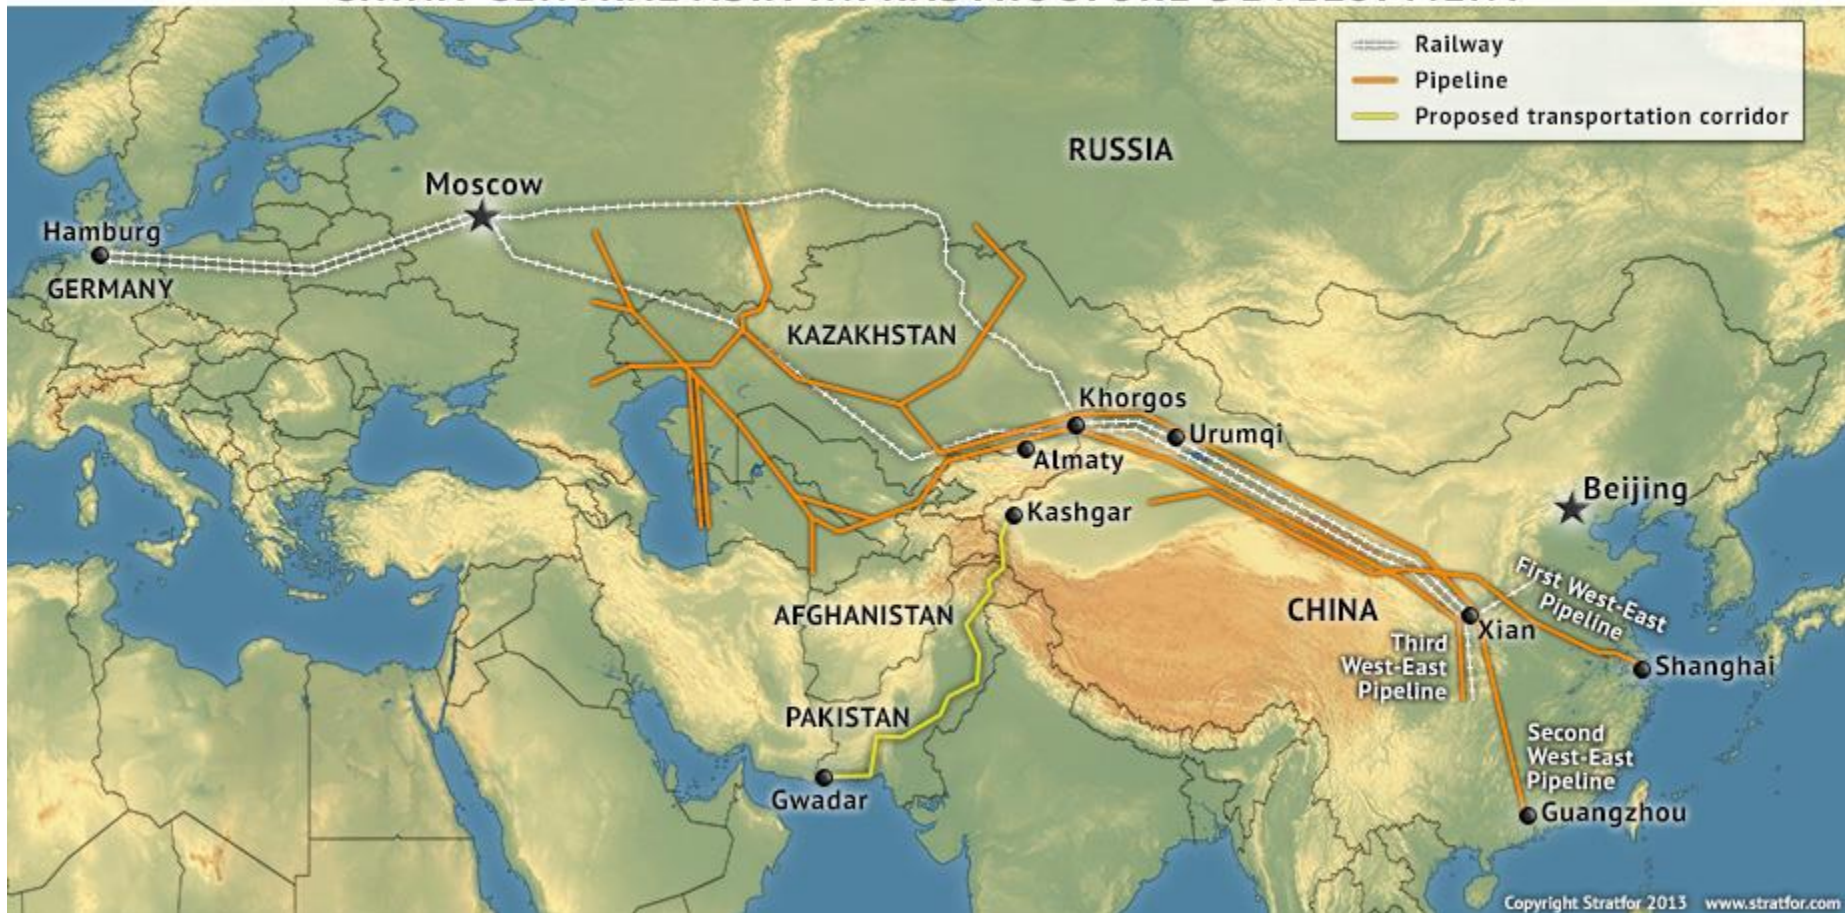 Railway
Pipeline
Proposed transportation corridor
RUSSIA
Moscow
Hamburg
GERMANY
KAZAKHSTAN
Khorgos
Urumqi
Almaty
Beijing
Kashgar
First West-East
Pipeline
AFGHANISTAN
CHINA
Xian
Third
West-East
Pipeline
Shanghai
PAKISTAN
Second
West-East
Pipeline
Gwadar
Guangzhou
Copyright Stratfor 2013 www.stratfor.com